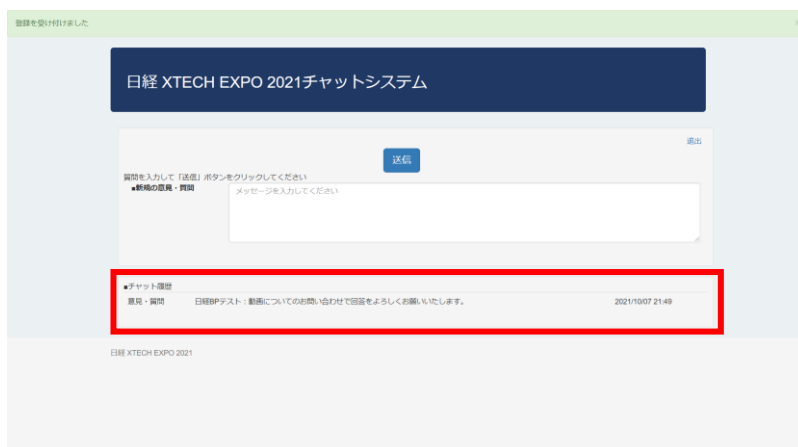 登録を受け付けました
日経 XTECH EXPO 2021チャットシステム
退出
送信
質問を入力して「送信」ボタンをクリックしてください
■新規の意見・質問
メッセージを入力してください
■チャット履歴
意見・質問 日経BPテスト：動画についてのお問い合わせで回答をよろしくお願いいたします。 2021/10/07 21:49
日経 XTECH EXPO 2021